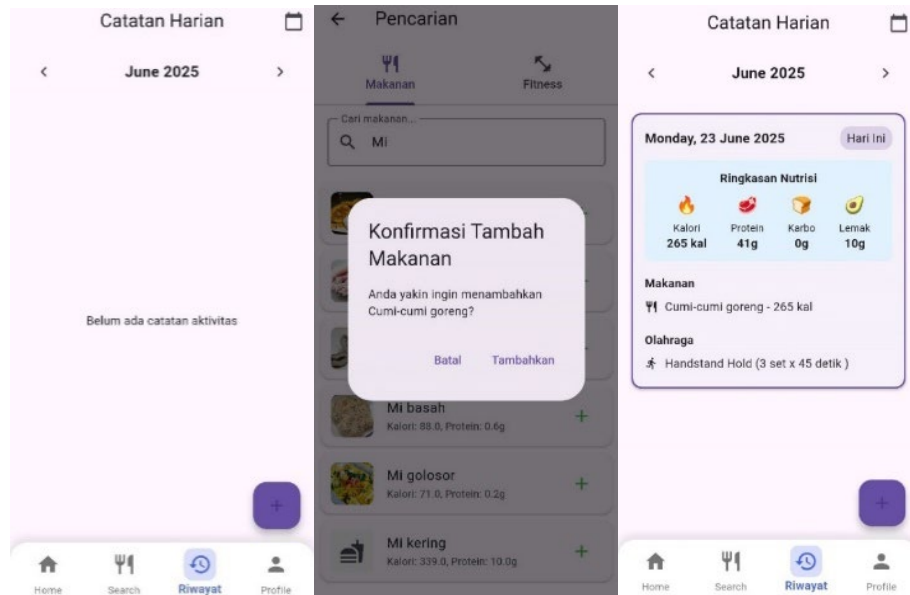 Catatan Harian
June 2025
Belum ada catatan aktivitas
Home
Search
Riwayat
Profile
Pencarian
Makanan
Fitness
Cari makanan...
Mi
Konfirmasi Tambah
Makanan
Anda yakin ingin menambahkan
Cumi-cumi goreng?
Batal
Tambahkan
Mi basah
Kalori: 88.0, Protein: 0.6g
Mi golosor
Kalori: 71.0, Protein: 0.2g
Mi kering
Kalori: 339.0, Protein: 10.0g
Catatan Harian
June 2025
Monday, 23 June 2025
Hari Ini
Ringkasan Nutrisi
Kalori
Protein
Karbo
Lemak
265 kal
41g
0g
10g
Makanan
Cumi-cumi goreng - 265 kal
Olahraga
Handstand Hold (3 set x 45 detik )
Home
Search
Riwayat
Profile